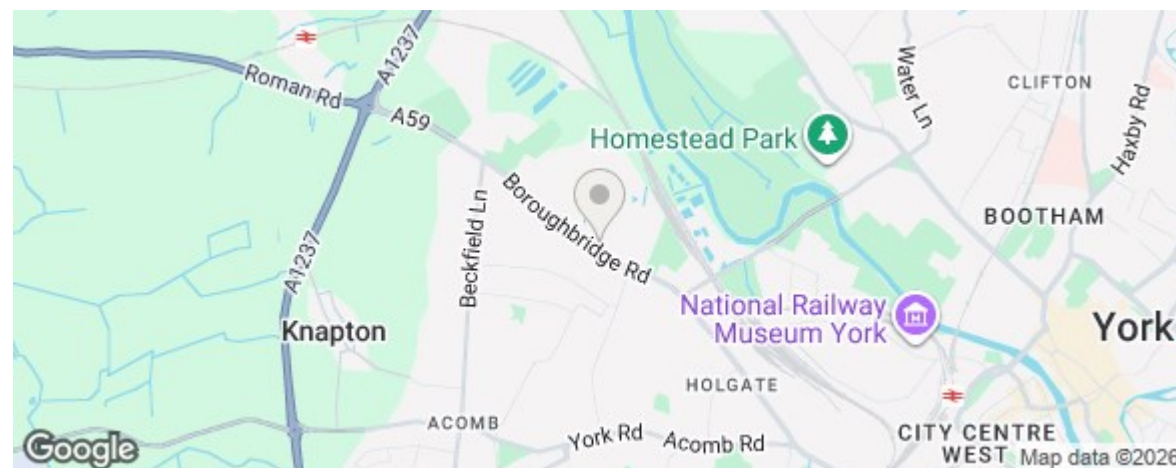 A1237
Roman Rd
A59
Beckfield Ln
Boroughbridge Rd
A1237
Knapton
ACOMB
York Rd
Acomb Rd
HOLGATE
Homestead Park
Water Ln
CLIFTON
Haxby Rd
BOOTHAM
National Railway
Museum York
York
CITY CENTRE
WEST
Google
Map data ©2026